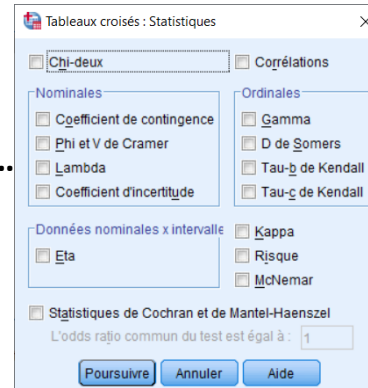 Tableaux croisés : Statistiques
Chi-deux
Corrélations
Nominales
Coefficient de contingence
Phi et V de Cramer
Lambda
Coefficient d'incertitude
Ordinales
Gamma
D de Somers
Tau-b de Kendall
Tau-c de Kendall
Données nominales x intervalle
Eta
Kappa
Risque
McNemar
Statistiques de Cochran et de Mantel-Haenszel
L'odds ratio commun du test est égal à : 1
Poursuivre Annuler Aide